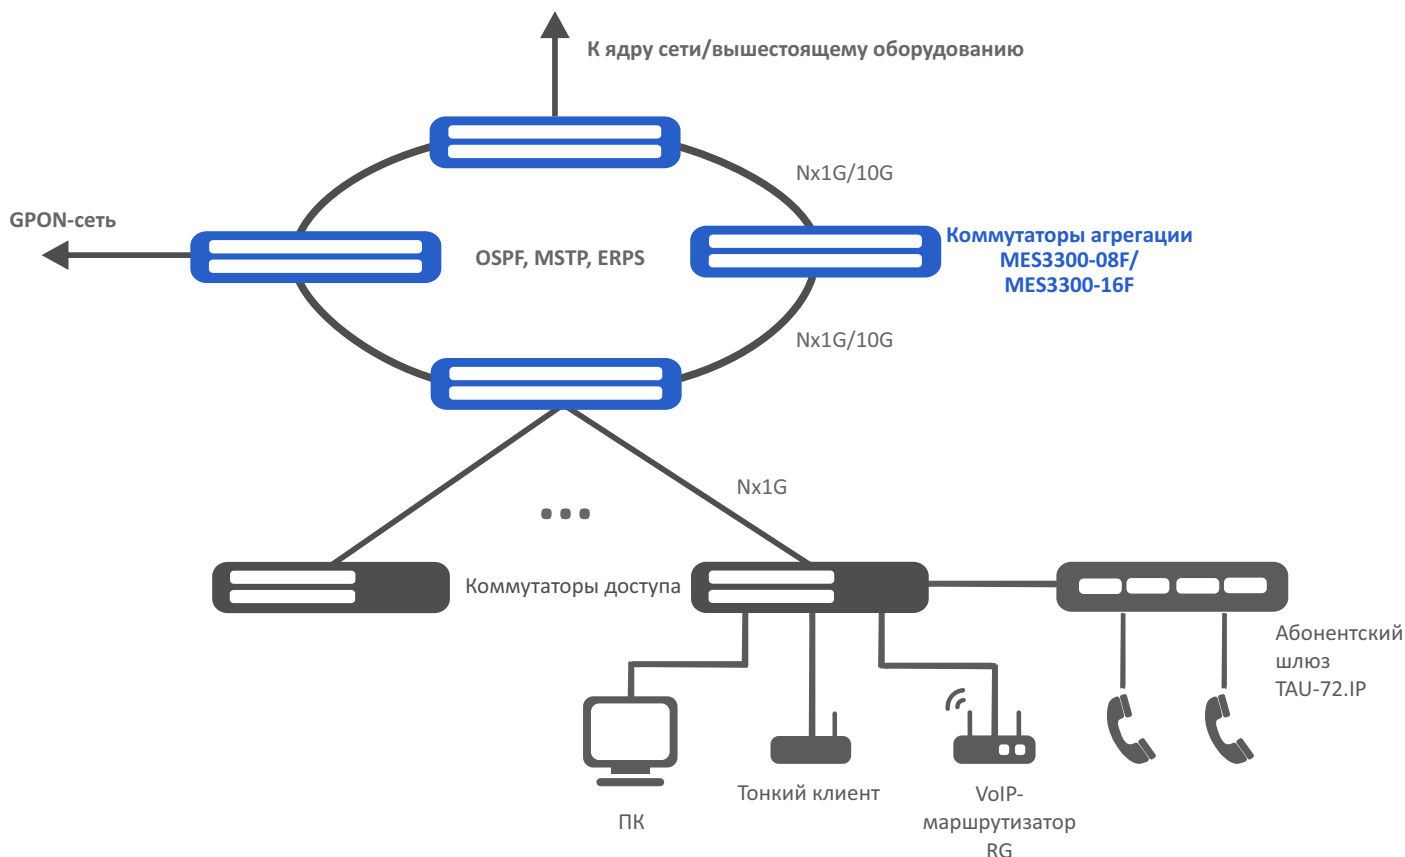 К ядру сети/вышестоящему оборудованию
Nx1G/10G
GPON-сеть
OSPF, MSTP, ERPS
Коммутаторы агрегации
MES3300-08F/
MES3300-16F
Nx1G/10G
Nx1G
Коммутаторы доступа
Абонентский
шлюз
TAU-72.IP
ПК
Тонкий клиент
VoIP-
маршрутизатор
RG